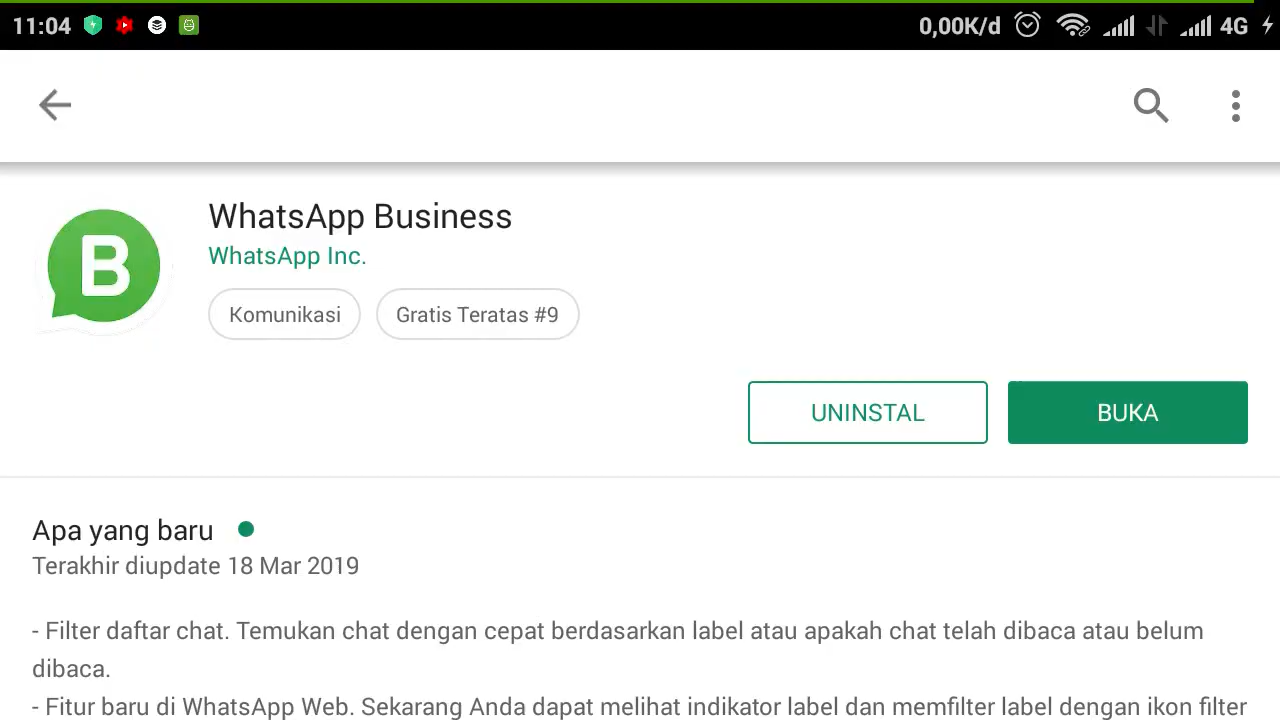 11:04 0,00K/d 4G
WhatsApp Business
WhatsApp Inc.
B
Komunikasi Gratis Teratas #9
UNINSTAL BUKA
Apa yang baru
Terakhir diupdate 18 Mar 2019
- Filter daftar chat. Temukan chat dengan cepat berdasarkan label atau apakah chat telah dibaca atau belum
dibaca.
- Fitur baru di WhatsApp Web. Sekarang Anda dapat melihat indikator label dan memfilter label dengan ikon filter